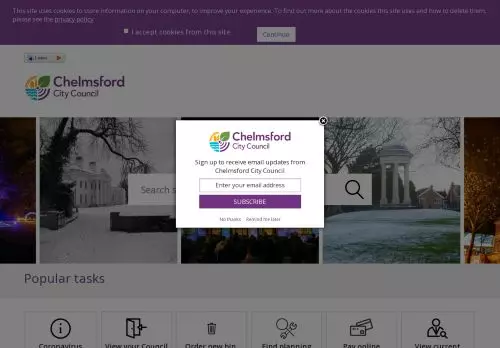 This site uses cookies to store information on your computer, to improve your experience. To find out more about the cookies this site uses and how to delete them,
please see the privacy policy
I accept cookies from this site
Continue
Listen
Chelmsford
City Council
Chelmsford
City Council
Sign up to receive email updates from
Chelmsford City Council
Enter your email address
SUBSCRIBE
No thanks Remind me later
Search
Popular tasks
Coronavirus
View your Council
Order new bin
Find planning
Pay online
View current